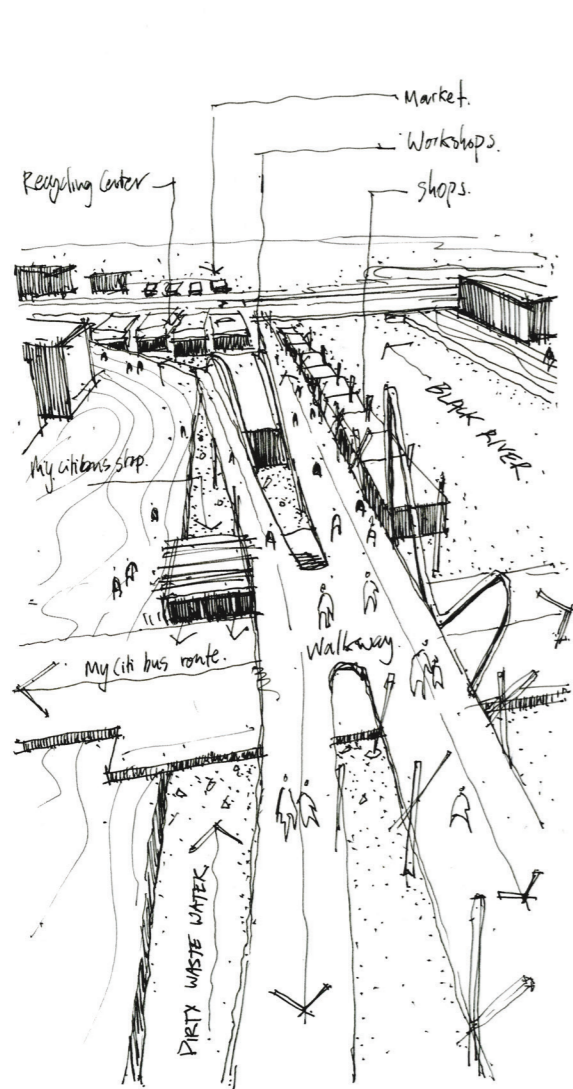 Market.
Workshops.
Recycling Center
shops.
BLACK RIVER
My citibus stop.
Walkway
My Citi bus route.
DIRTY WASTE WATER